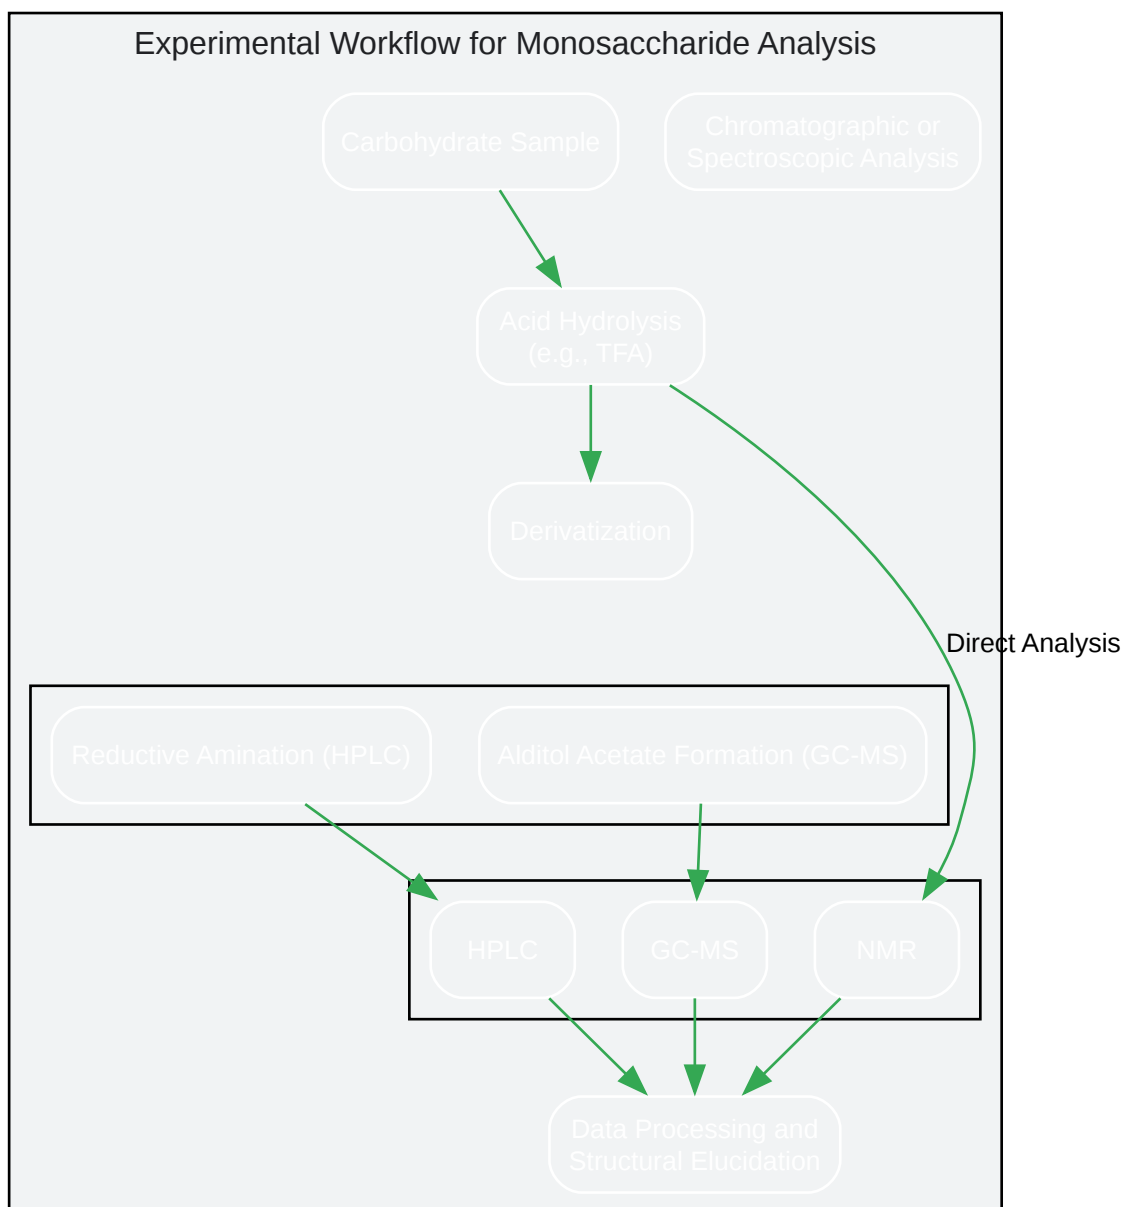 Experimental Workflow for Monosaccharide Analysis
Carbohydrate Sample
Chromatographic or
Spectroscopic Analysis
Acid Hydrolysis
(e.g., TFA)
Derivatization
Direct Analysis
Reductive Amination (HPLC)
Alditol Acetate Formation (GC-MS)
HPLC
GC-MS
NMR
Data Processing and
Structural Elucidation